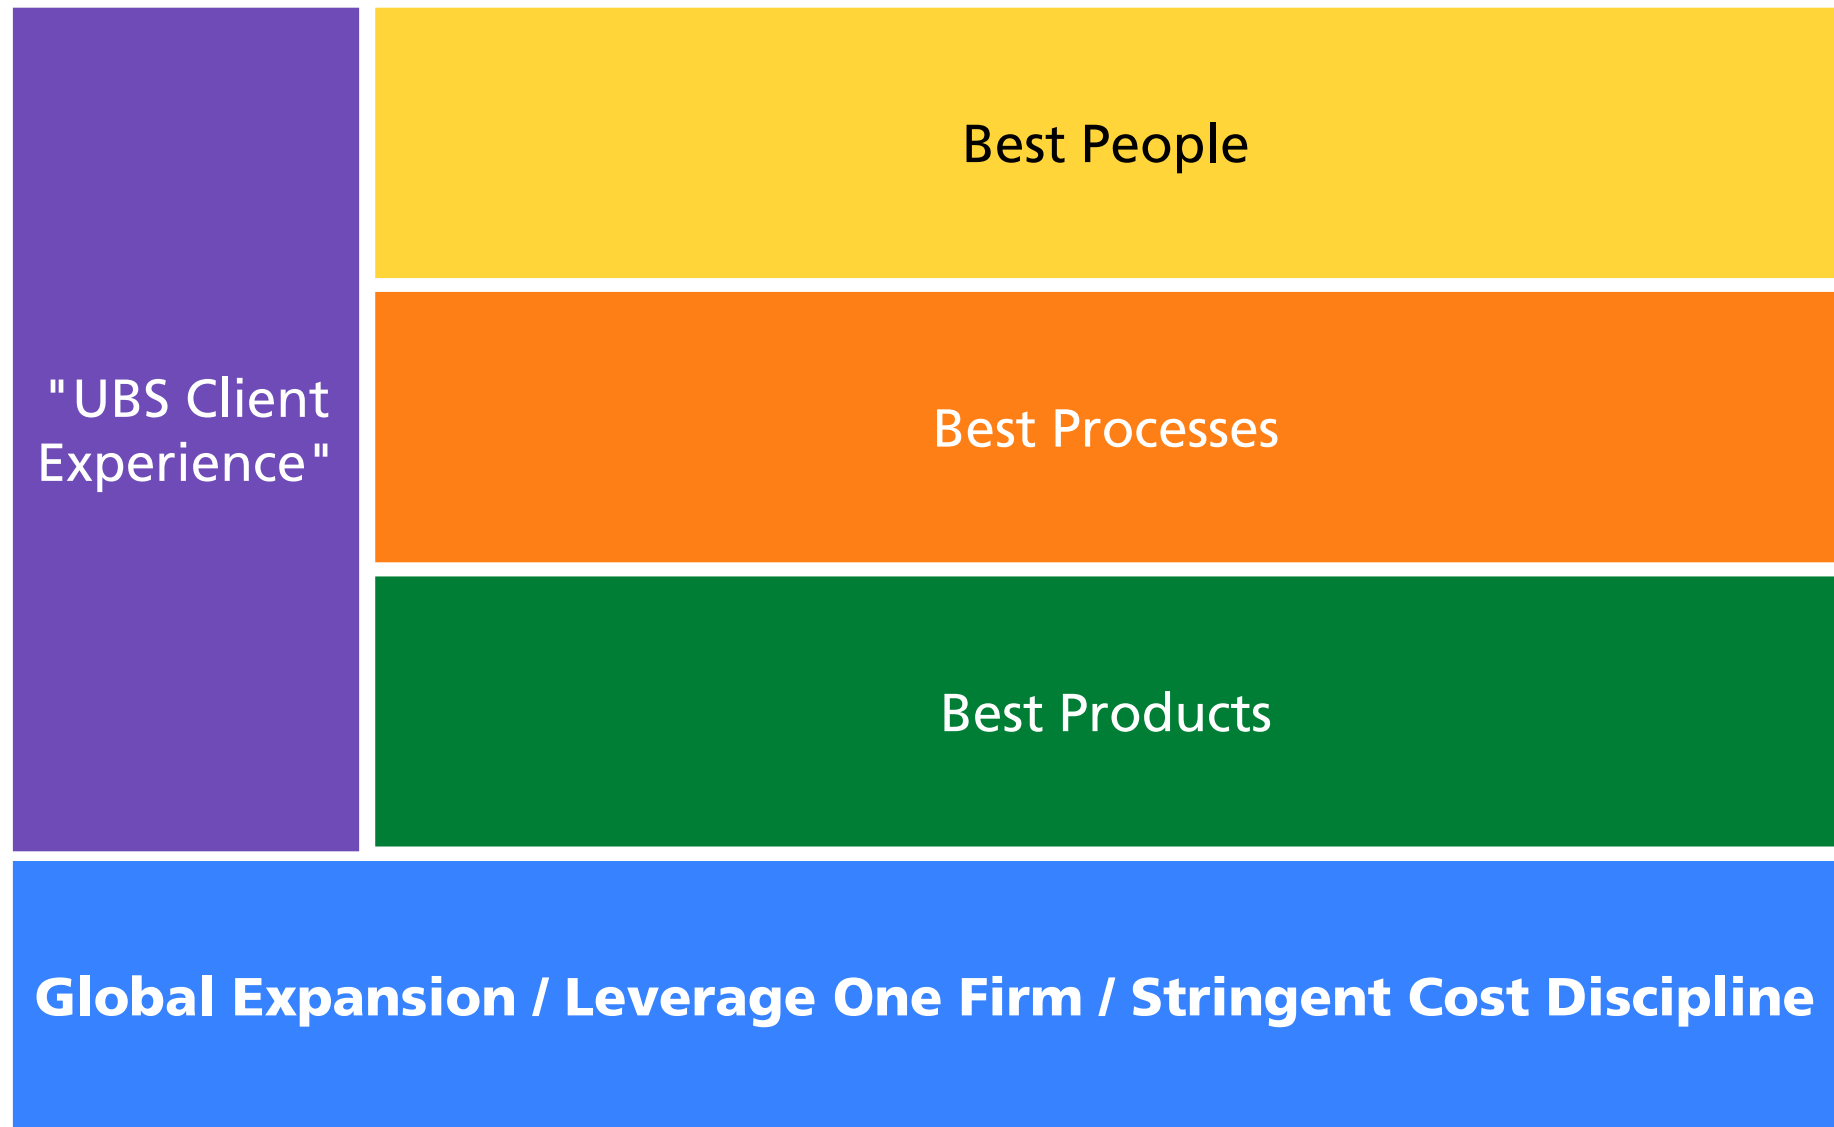 "UBS Client
Experience"
Best People
Best Processes
Best Products
Global Expansion / Leverage One Firm / Stringent Cost Discipline